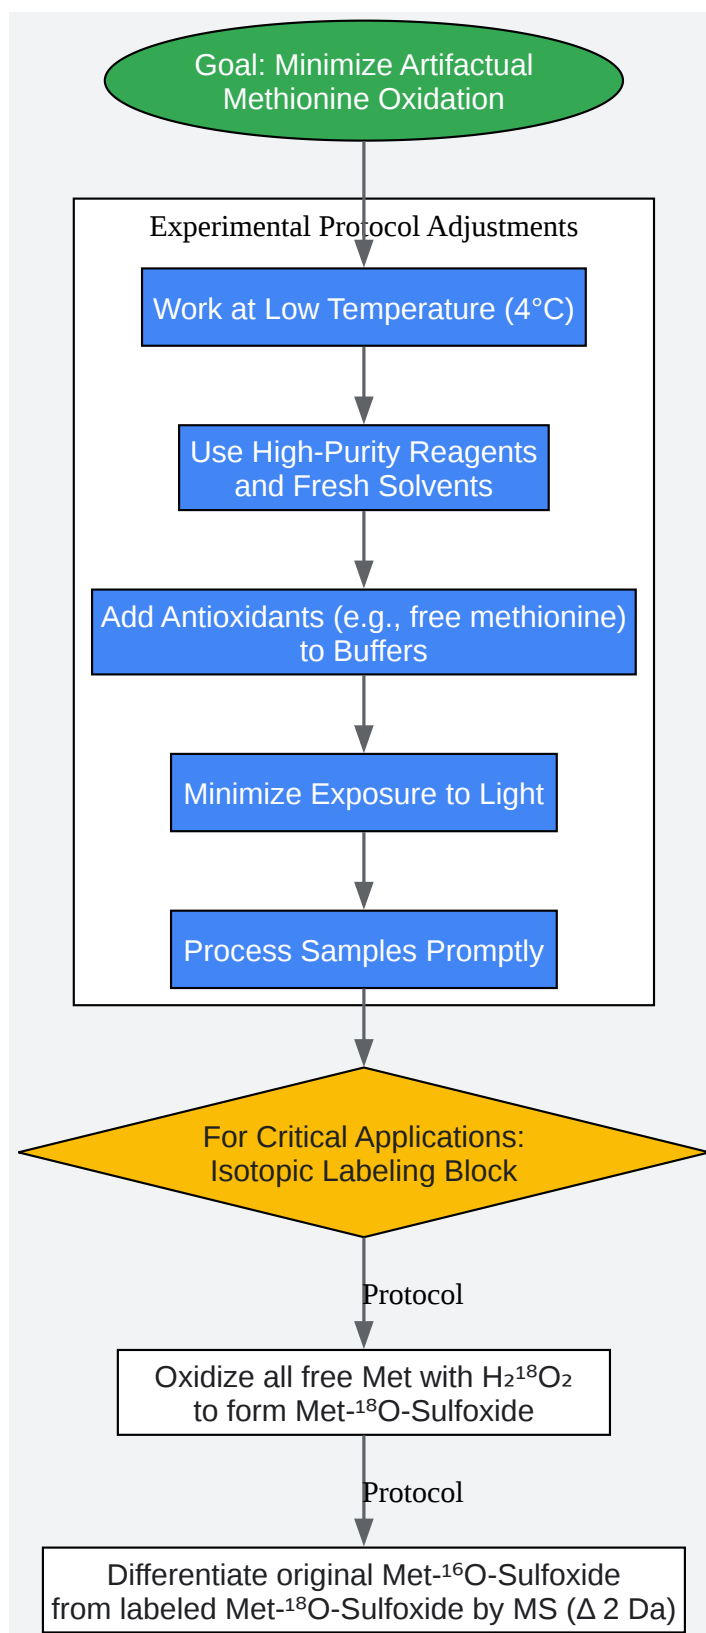 Goal: Minimize Artifactual
Methionine Oxidation
Experimental Protocol Adjustments
Work at Low Temperature (4°C)
Use High-Purity Reagents
and Fresh Solvents
Add Antioxidants (e.g., free methionine)
to Buffers
Minimize Exposure to Light
Process Samples Promptly
For Critical Applications:
Isotopic Labeling Block
Protocol
Oxidize all free Met with H₂¹⁸O₂
to form Met-¹⁸O-Sulfoxide
Protocol
Differentiate original Met-¹⁶O-Sulfoxide
from labeled Met-¹⁸O-Sulfoxide by MS (Δ 2 Da)